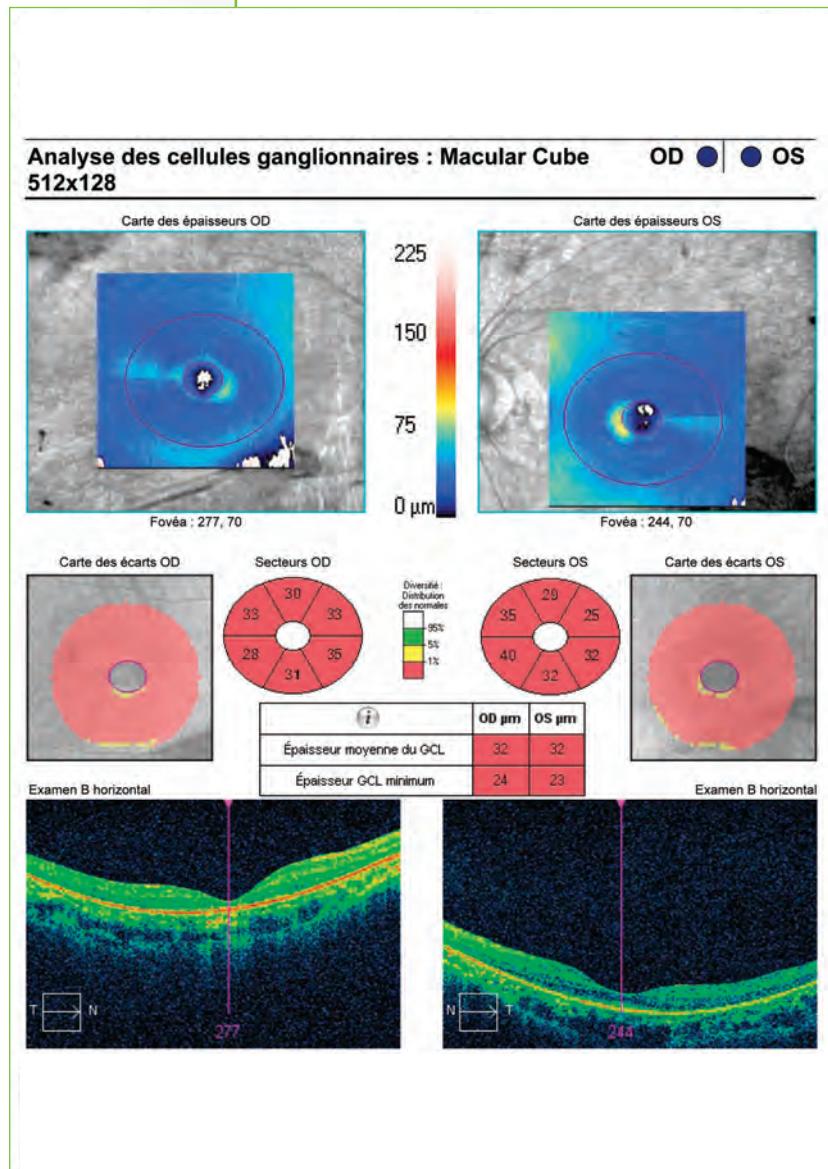 Analyse des cellules ganglionnaires : Macular Cube
512x128
OD OS
Carte des épaisseurs OD
Carte des épaisseurs OS
225
150
75
0 µm
Fovéa : 277, 70
Fovéa : 244, 70
Carte des écarts OD
Secteurs OD
Secteurs OS
Carte des écarts OS
Diversité :
Distribution
des normales
95%
5%
1%
30
33
33
28
35
31
29
35
25
40
32
32
i
OD µm
OS µm
Épaisseur moyenne du GCL
32
32
Épaisseur GCL minimum
24
23
Examen B horizontal
Examen B horizontal
T N
277
N T
244